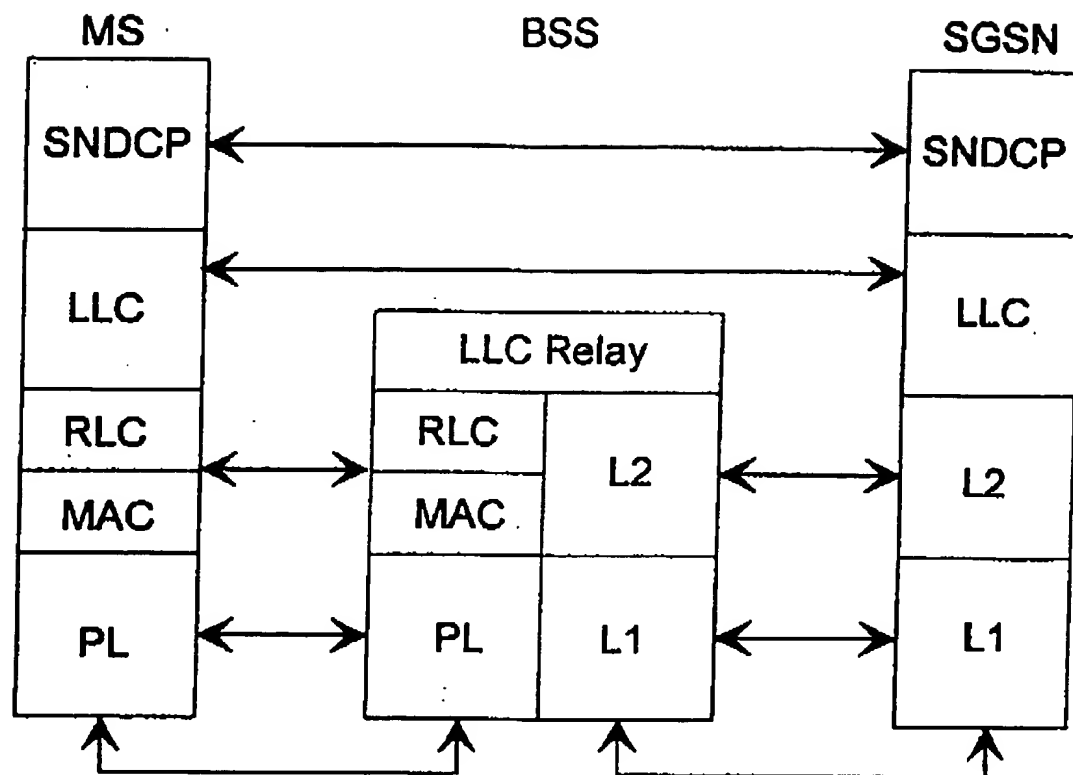 MS
BSS
SGSN
SNDCP
SNDCP
LLC
LLC
LLC Relay
RLC
RLC
L2
L2
MAC
MAC
PL
PL
L1
L1